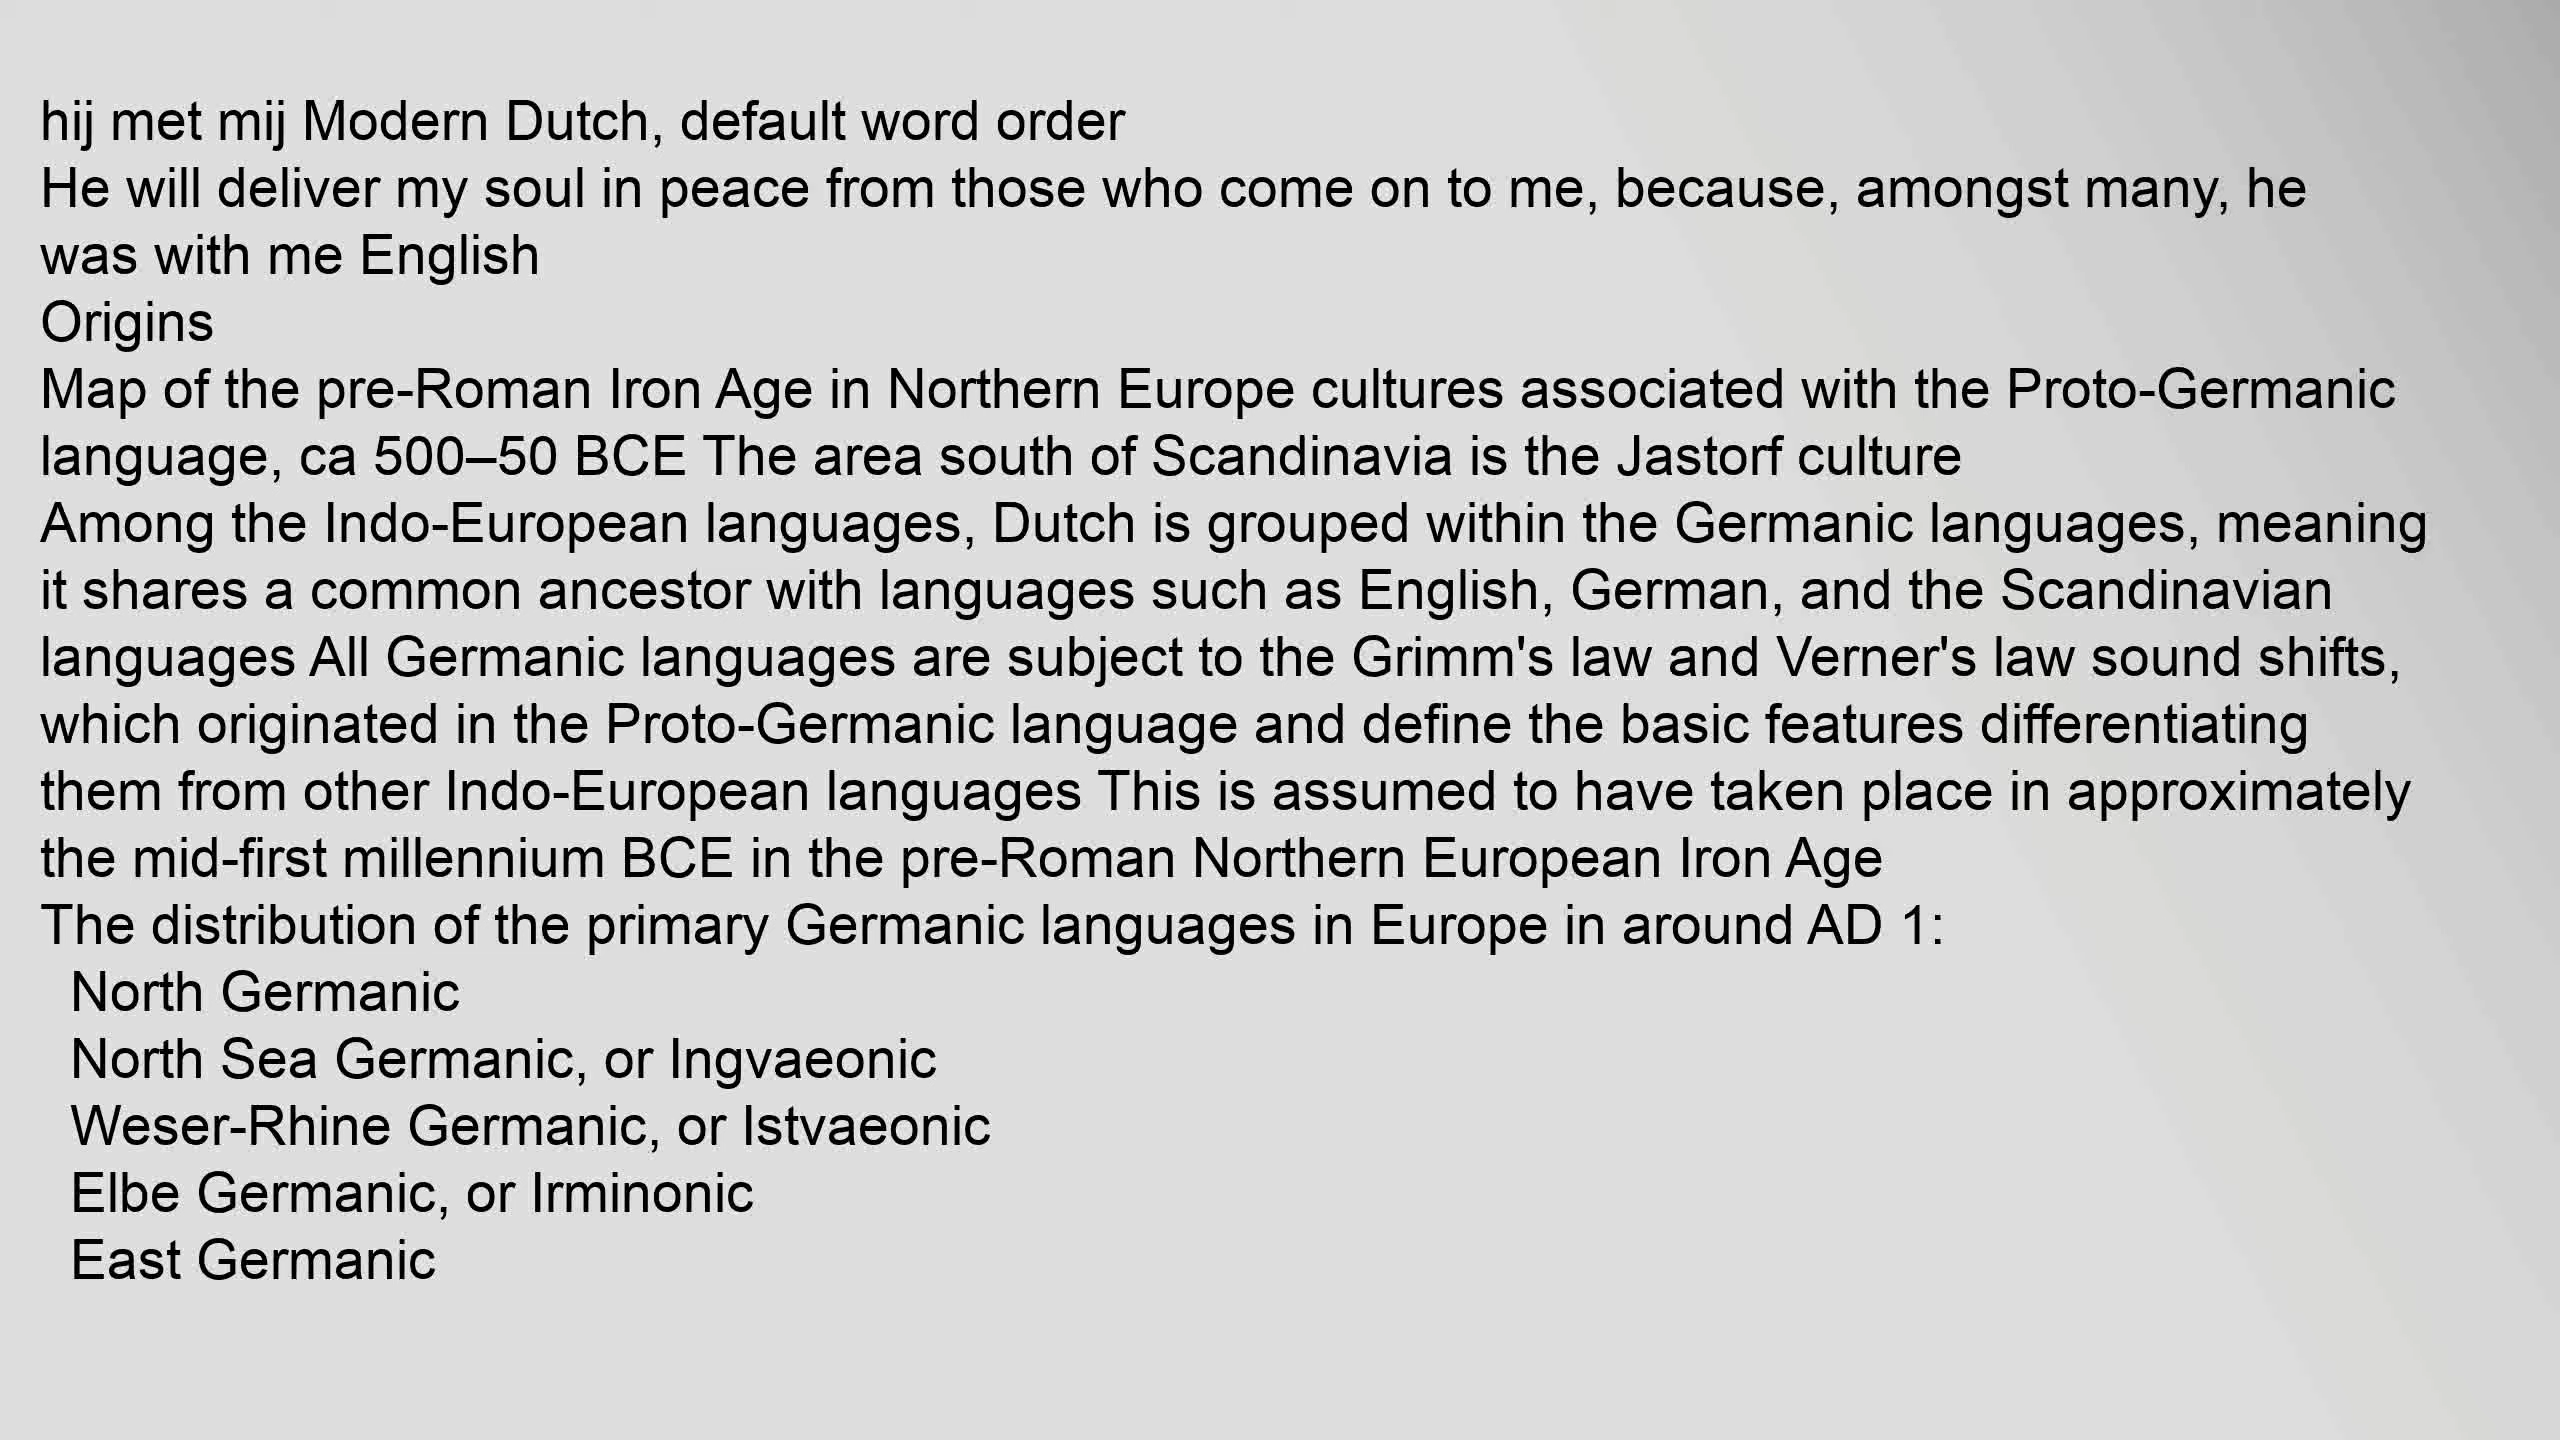 hij met mij Modern Dutch, default word order
He will deliver my soul in peace from those who come on to me, because, amongst many, he
was with me English
Origins
Map of the pre-Roman Iron Age in Northern Europe cultures associated with the Proto-Germanic
language, ca 500–50 BCE The area south of Scandinavia is the Jastorf culture
Among the Indo-European languages, Dutch is grouped within the Germanic languages, meaning
it shares a common ancestor with languages such as English, German, and the Scandinavian
languages All Germanic languages are subject to the Grimm's law and Verner's law sound shifts,
which originated in the Proto-Germanic language and define the basic features differentiating
them from other Indo-European languages This is assumed to have taken place in approximately
the mid-first millennium BCE in the pre-Roman Northern European Iron Age
The distribution of the primary Germanic languages in Europe in around AD 1:
North Germanic
North Sea Germanic, or Ingvaeonic
Weser-Rhine Germanic, or Istvaeonic
Elbe Germanic, or Irminonic
East Germanic